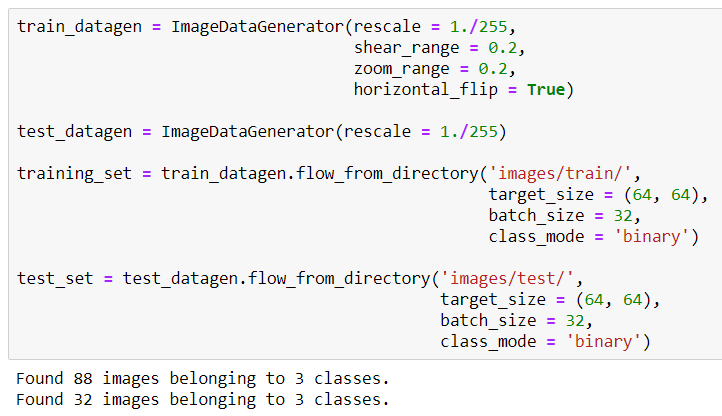 train_datagen = ImageDataGenerator(rescale = 1./255,
shear_range = 0.2,
zoom_range = 0.2,
horizontal_flip = True)
test_datagen = ImageDataGenerator(rescale = 1./255)
training_set = train_datagen.flow_from_directory('images/train/',
target_size = (64, 64),
batch_size = 32,
class_mode = 'binary')
test_set = test_datagen.flow_from_directory('images/test/',
target_size = (64, 64),
batch_size = 32,
class_mode = 'binary')
Found 88 images belonging to 3 classes.
Found 32 images belonging to 3 classes.